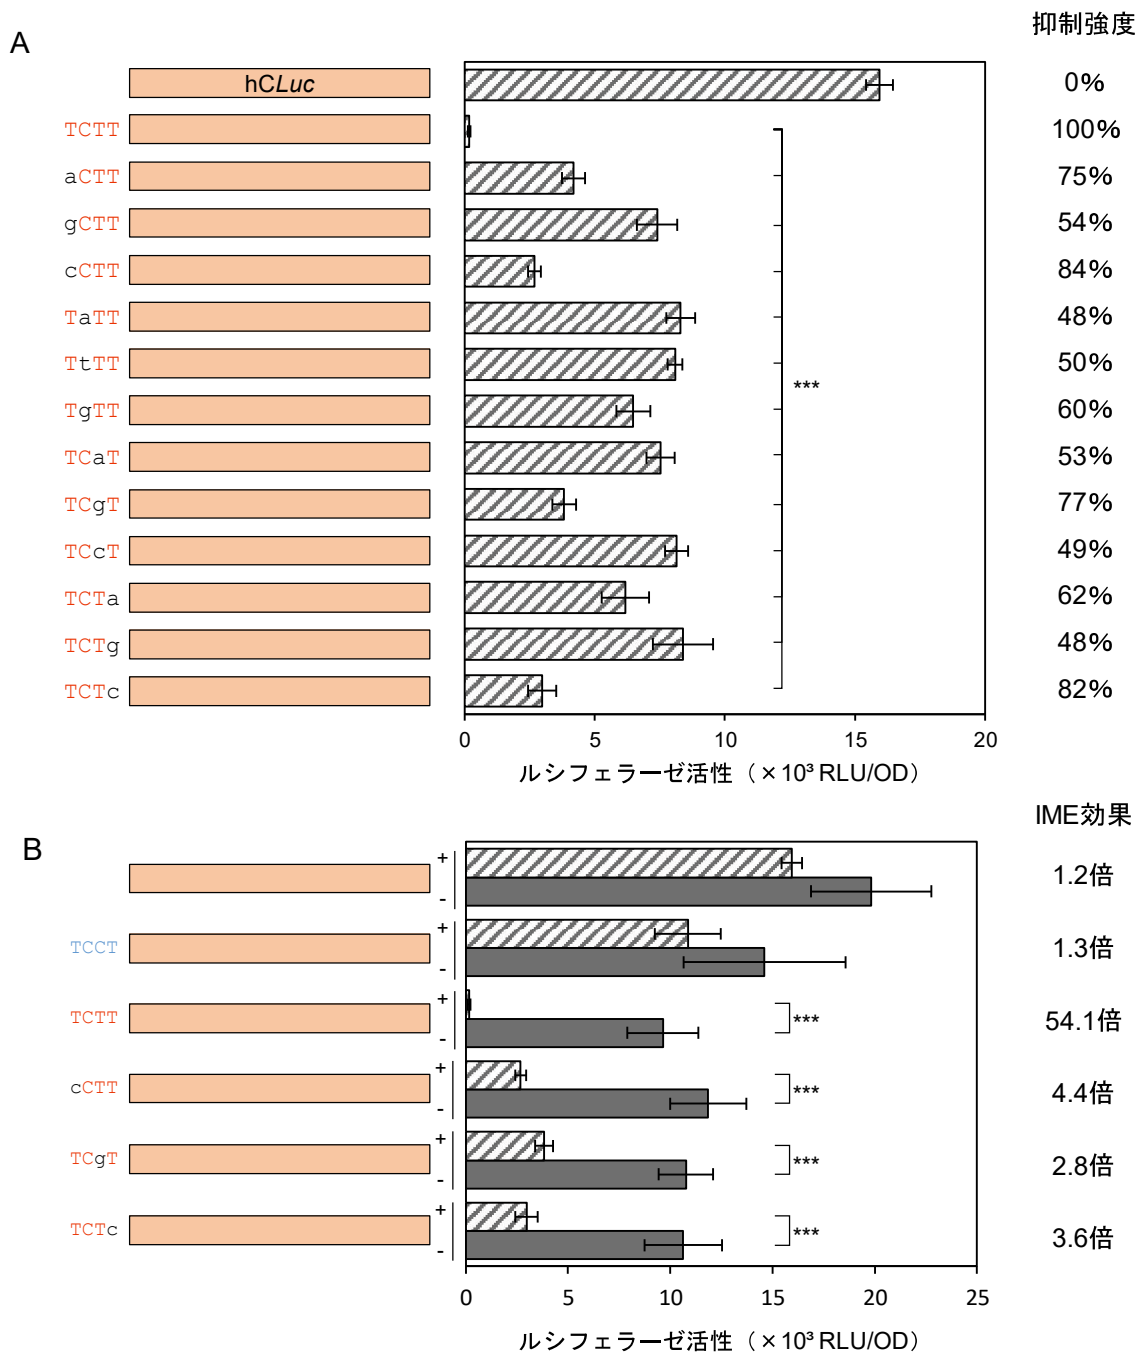 抑制強度
A
hCLuc 0%
TCTT 100%
aCTT 75%
gCTT 54%
cCTT 84%
TaTT 48%
TtTT 50%
TgTT 60%
***
TCaT 53%
TCgT 77%
TCcT 49%
TCTa 62%
TCTg 48%
TCTc 82%
0 5 10 15 20
ルシフェラーゼ活性（×10³ RLU/OD）
IME効果
B
+
- 1.2倍
+
TCCT 1.3倍
-
+
TCTT *** 54.1倍
-
+
cCTT *** 4.4倍
-
+
TCgT *** 2.8倍
-
+
TCTc *** 3.6倍
-
0 5 10 15 20 25
ルシフェラーゼ活性（×10³ RLU/OD）